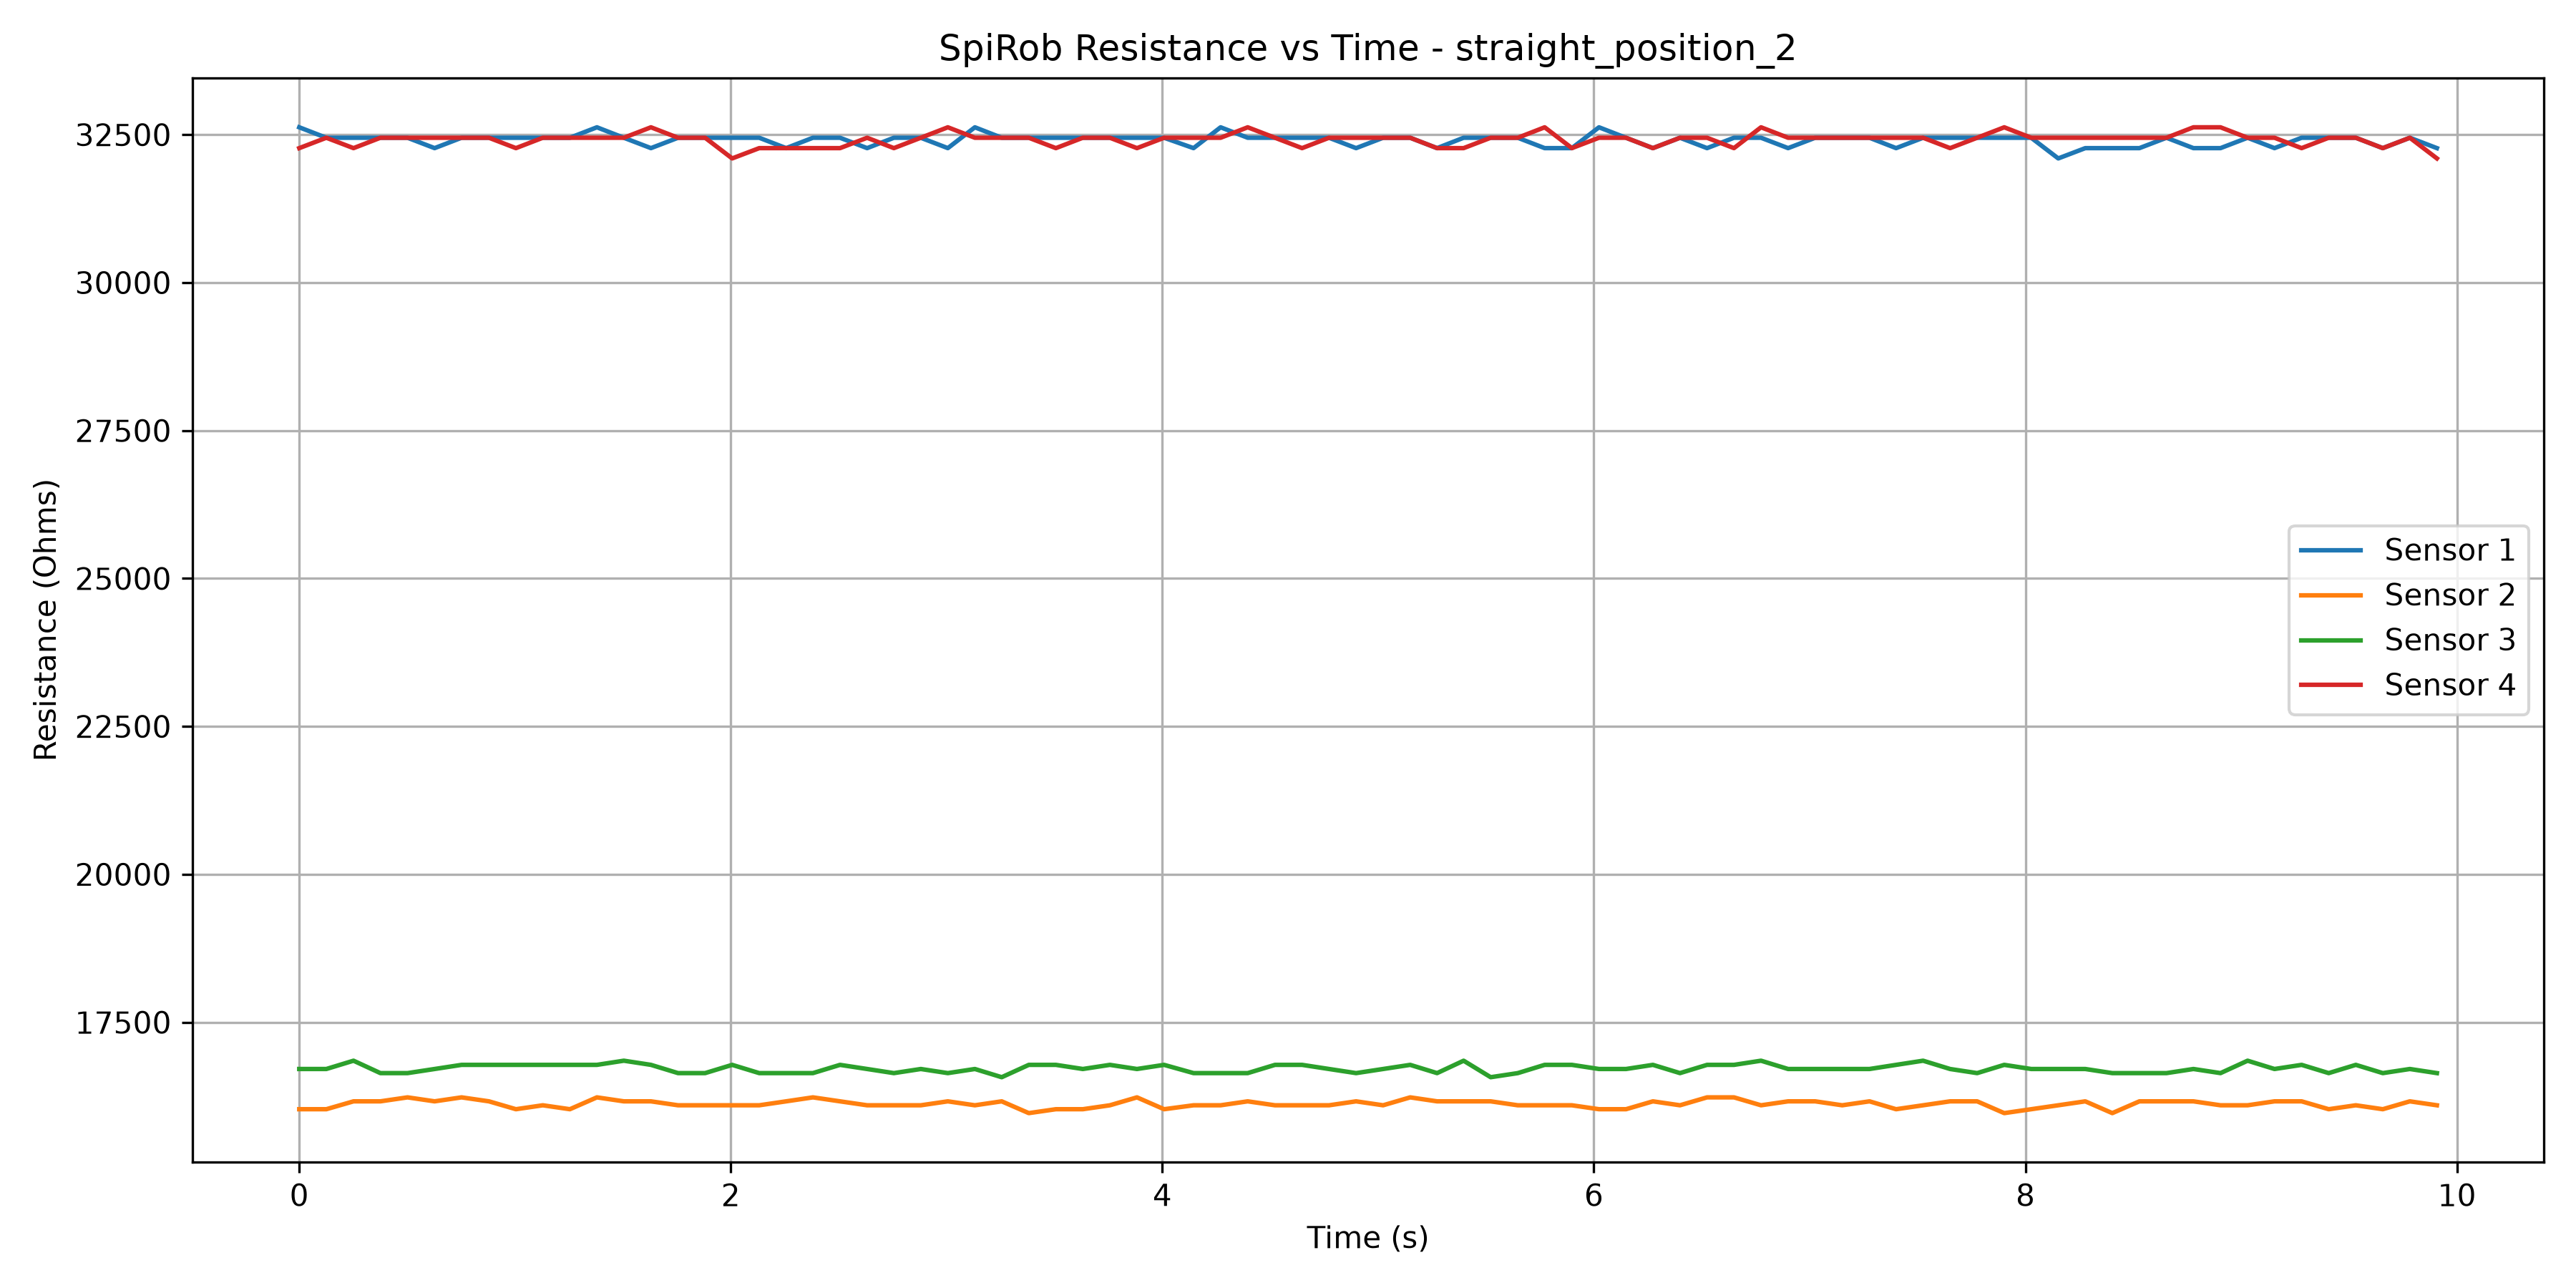 SpiRob Resistance vs Time - straight_position_2
Resistance (Ohms)
32500
30000
27500
25000
22500
20000
17500
Sensor 1
Sensor 2
Sensor 3
Sensor 4
0 2 4 6 8 10
Time (s)